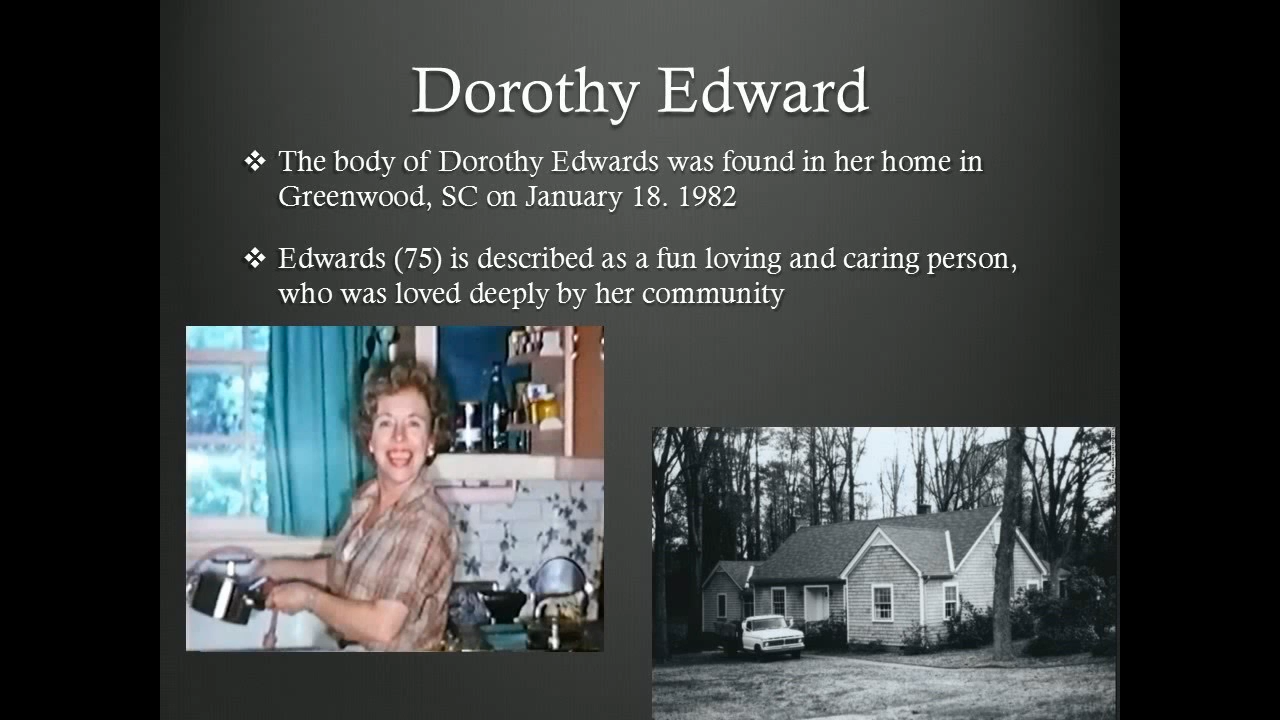 Dorothy Edward
The body of Dorothy Edwards was found in her home in
Greenwood, SC on January 18. 1982
Edwards (75) is described as a fun loving and caring person,
who was loved deeply by her community